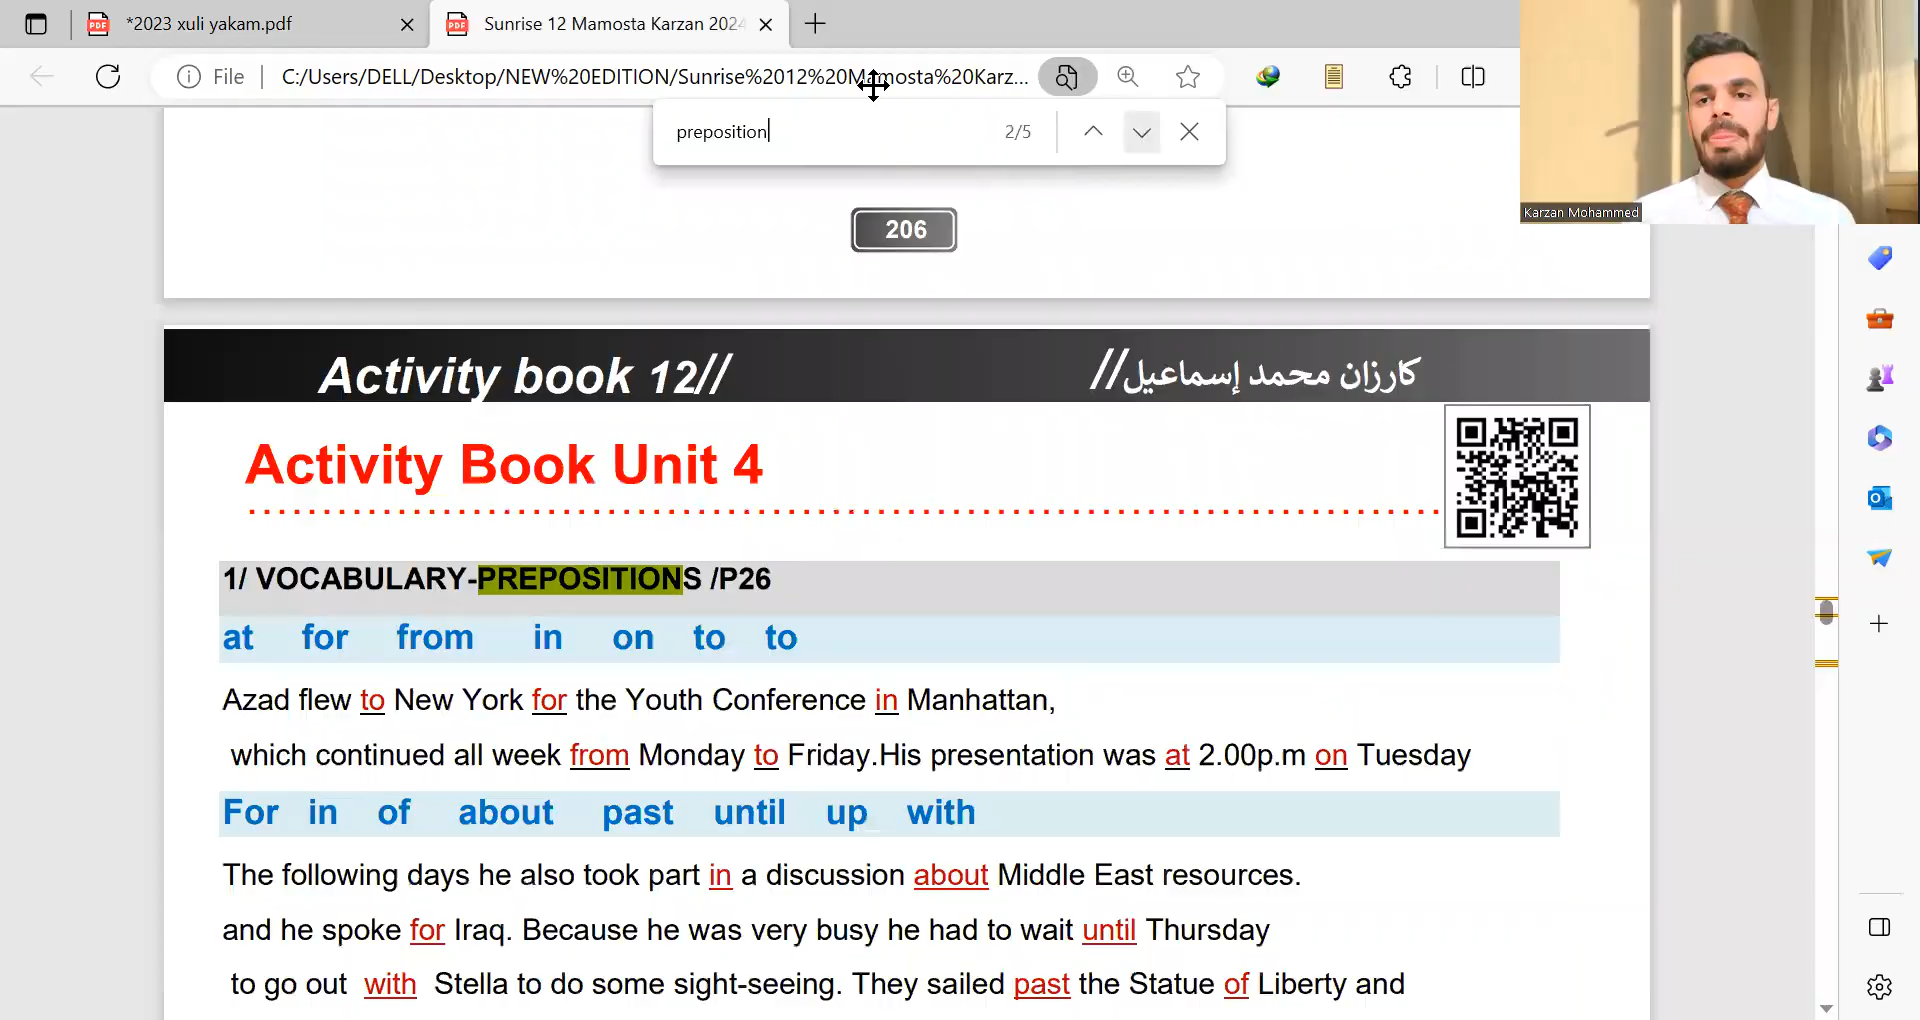 *2023 xuli yakam.pdf
Sunrise 12 Mamosta Karzan 2024
File
C:/Users/DELL/Desktop/NEW%20EDITION/Sunrise%2012%20Mamosta%20Karz...
preposition
2/5
Karzan Mohammed
206
Activity book 12//
كارزان محمد إسماعيل//
Activity Book Unit 4
1/ VOCABULARY-PREPOSITIONS /P26
at for from in on to to
Azad flew to New York for the Youth Conference in Manhattan,
which continued all week from Monday to Friday.His presentation was at 2.00p.m on Tuesday
For in of about past until up with
The following days he also took part in a discussion about Middle East resources.
and he spoke for Iraq. Because he was very busy he had to wait until Thursday
to go out with Stella to do some sight-seeing. They sailed past the Statue of Liberty and